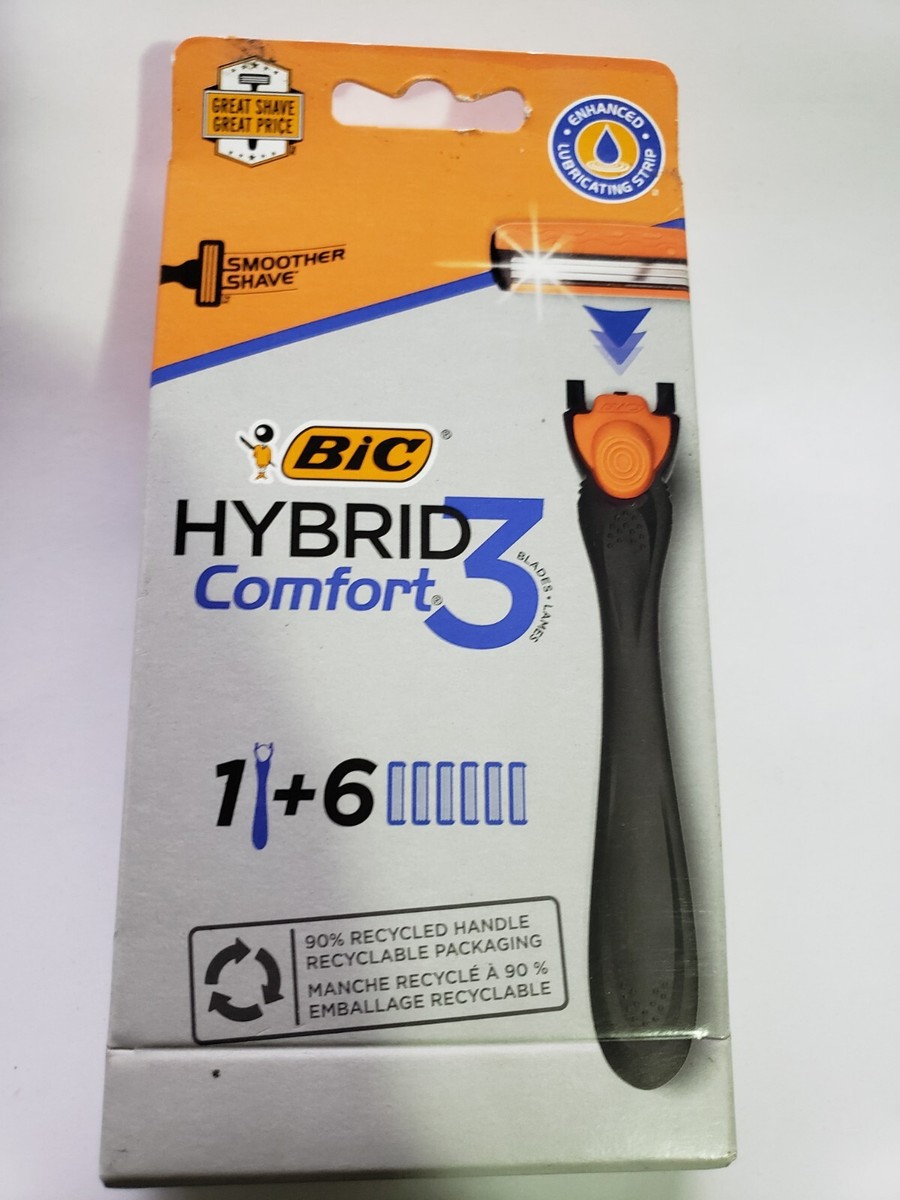 GREAT SHAVE
GREAT PRICE
ENHANCED
LUBRICATING STRIP
SMOOTHER
SHAVE™
BiC®
HYBRID 3
Comfort®
BLADES • LAMES
1 + 6
90% RECYCLED HANDLE
RECYCLABLE PACKAGING
MANCHE RECYCLÉ À 90 %
EMBALLAGE RECYCLABLE